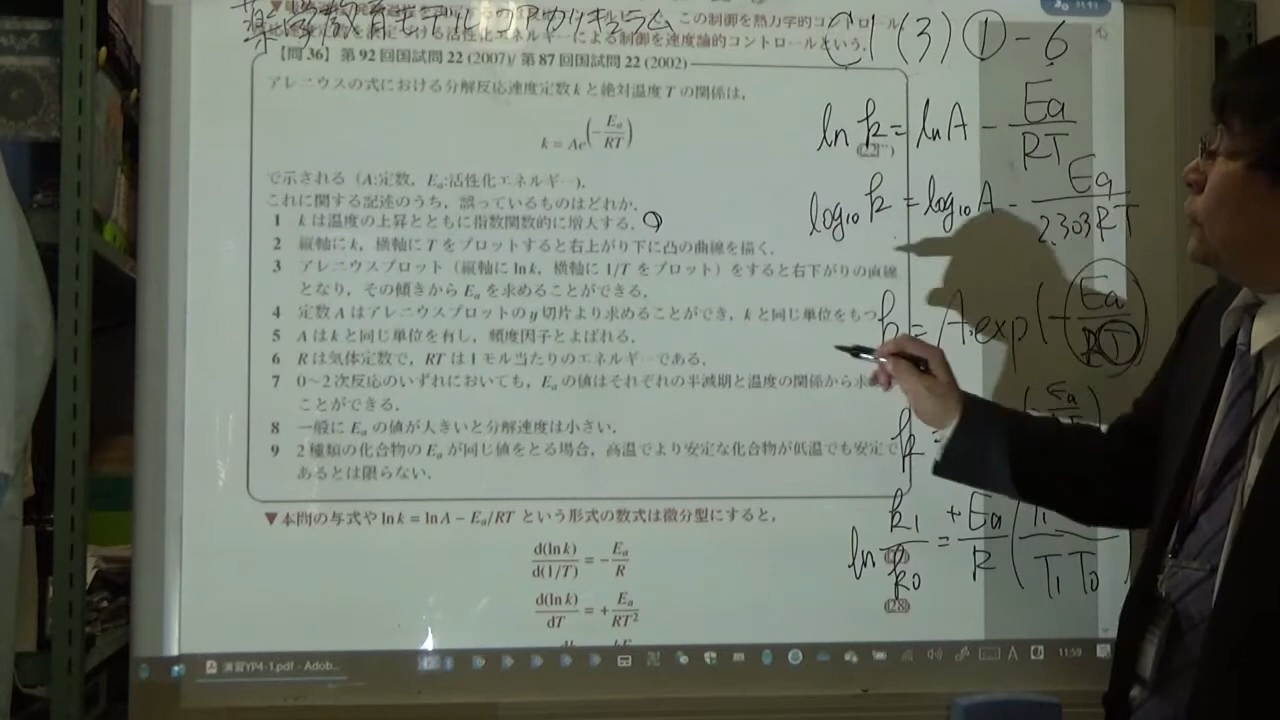 薬学教育モデルコアカリキュラム C1(3)①-6
この制御を熱力学的コントロール
における活性化エネルギーによる制御を速度論的コントロールという.
【問36】第92回国試問22 (2007)/ 第87回国試問22 (2002)
アレニウスの式における分解反応速度定数kと絶対温度Tの関係は,
k = Ae^(-Ea/RT)
で示される (A:定数, Ea:活性化エネルギー).
これに関する記述のうち, 誤っているものはどれか.
1 kは温度の上昇とともに指数関数的に増大する.
2 縦軸にk, 横軸にTをプロットすると右上がり下に凸の曲線を描く.
3 アレニウスプロット (縦軸にlnk, 横軸に1/Tをプロット) をすると右下がりの直線
となり, その傾きからEaを求めることができる.
4 定数Aはアレニウスプロットのy切片より求めることができ, kと同じ単位をもつ
5 Aはkと同じ単位を有し, 頻度因子とよばれる.
6 Rは気体定数で, RTは1モル当たりのエネルギーである.
7 0〜2次反応のいずれにおいても, Eaの値はそれぞれの半減期と温度の関係から求め
ことができる.
8 一般にEaの値が大きいと分解速度は小さい.
9 2種類の化合物のEaが同じ値をとる場合, 高温でより安定な化合物が低温でも安定で
あるとは限らない.
▼本問の与式やlnk = lnA − Ea/RT という形式の数式は微分型にすると,
d(lnk)/d(1/T) = −Ea/R
d(lnk)/dT = +Ea/RT²
ln k = ln A − Ea/RT
log10 k = log10 A − Ea/2.303RT
k = A·exp(−Ea/RT)
k =
ln k1/k0 = +Ea/R (T1 / T1 T0)
(28)
演習YP4-1.pdf - Adob...
11:59